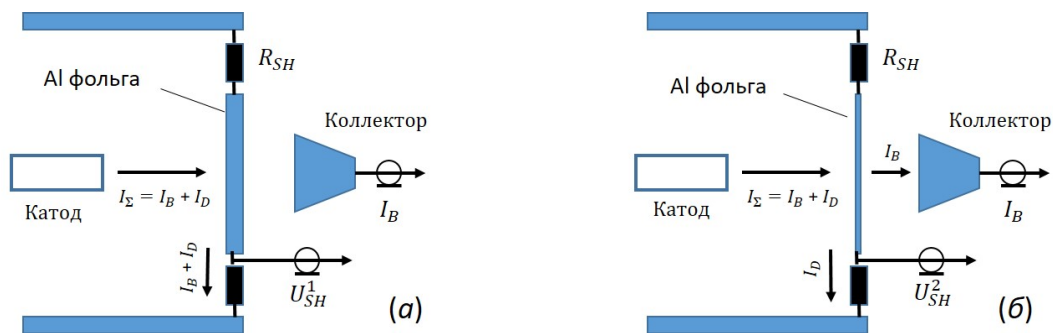 R_SH
Al фольга
Коллектор
I_Σ = I_B + I_D
Катод
I_B
I_B + I_D
U_SH^1
(а)
R_SH
Al фольга
Коллектор
I_B
I_Σ = I_B + I_D
Катод
I_B
I_D
U_SH^2
(б)